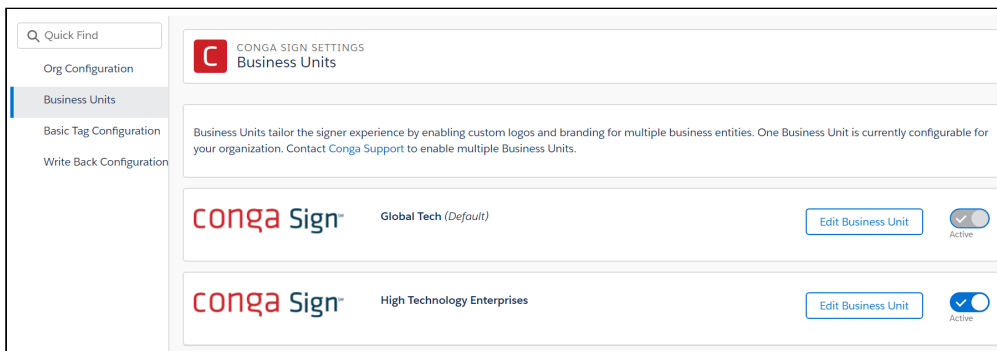 Quick Find
Org Configuration
Business Units
Basic Tag Configuration
Write Back Configuration
C
CONGA SIGN SETTINGS
Business Units
Business Units tailor the signer experience by enabling custom logos and branding for multiple business entities. One Business Unit is currently configurable for
your organization. Contact Conga Support to enable multiple Business Units.
conga Sign℠
Global Tech (Default)
Edit Business Unit
Active
conga Sign℠
High Technology Enterprises
Edit Business Unit
Active